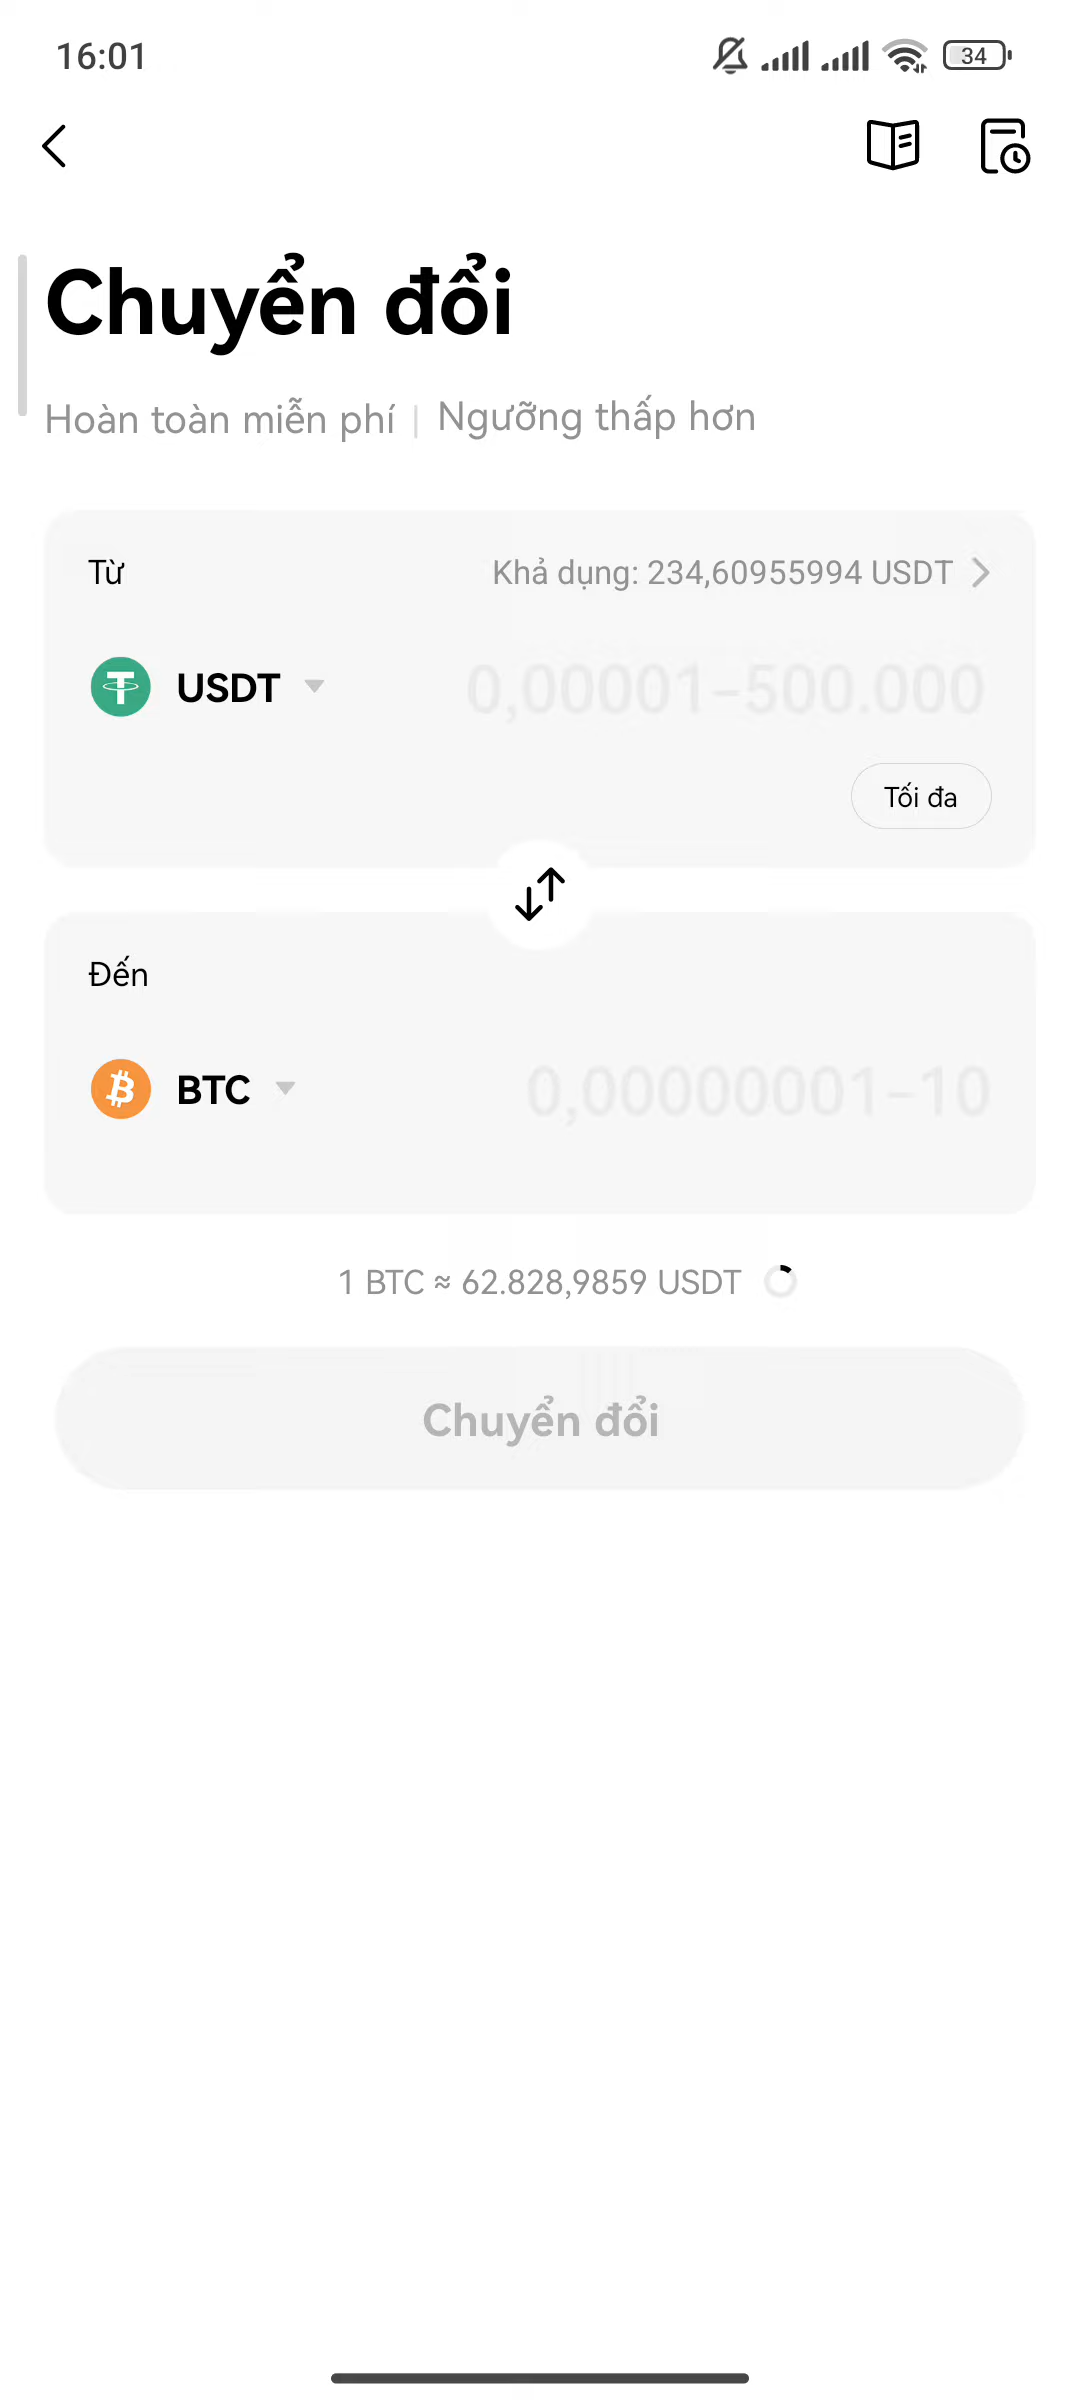 16:01
34
Chuyển đổi
Hoàn toàn miễn phí | Ngưỡng thấp hơn
Từ
Khả dụng: 234,60955994 USDT
USDT
0,00001-500.000
Tối đa
Đến
BTC
0,00000001-10
1 BTC ≈ 62.828,9859 USDT
Chuyển đổi